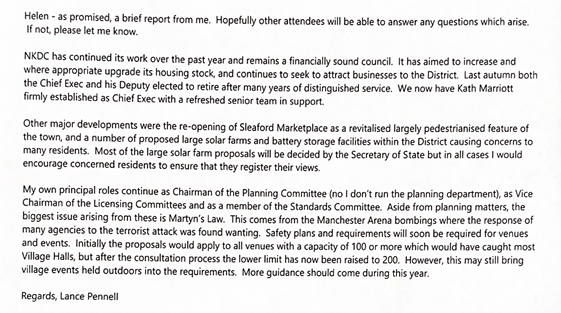 Helen - as promised, a brief report from me.  Hopefully other attendees will be able to answer any questions which arise.
If not, please let me know.
NKDC has continued its work over the past year and remains a financially sound council.  It has aimed to increase and
where appropriate upgrade its housing stock, and continues to seek to attract businesses to the District.  Last autumn both
the Chief Exec and his Deputy elected to retire after many years of distinguished service.  We now have Kath Marriott
firmly established as Chief Exec with a refreshed senior team in support.
Other major developments were the re-opening of Sleaford Marketplace as a revitalised largely pedestrianised feature of
the town, and a number of proposed large solar farms and battery storage facilities within the District causing concerns to
many residents.  Most of the large solar farm proposals will be decided by the Secretary of State but in all cases I would
encourage concerned residents to ensure that they register their views.
My own principal roles continue as Chairman of the Planning Committee (no I don't run the planning department), as Vice
Chairman of the Licensing Committees and as a member of the Standards Committee.  Aside from planning matters, the
biggest issue arising from these is Martyn's Law.  This comes from the Manchester Arena bombings where the response of
many agencies to the terrorist attack was found wanting.  Safety plans and requirements will soon be required for venues
and events.  Initially the proposals would apply to all venues with a capacity of 100 or more which would have caught most
Village Halls, but after the consultation process the lower limit has now been raised to 200.  However, this may still bring
village events held outdoors into the requirements.  More guidance should come during this year.
Regards, Lance Pennell